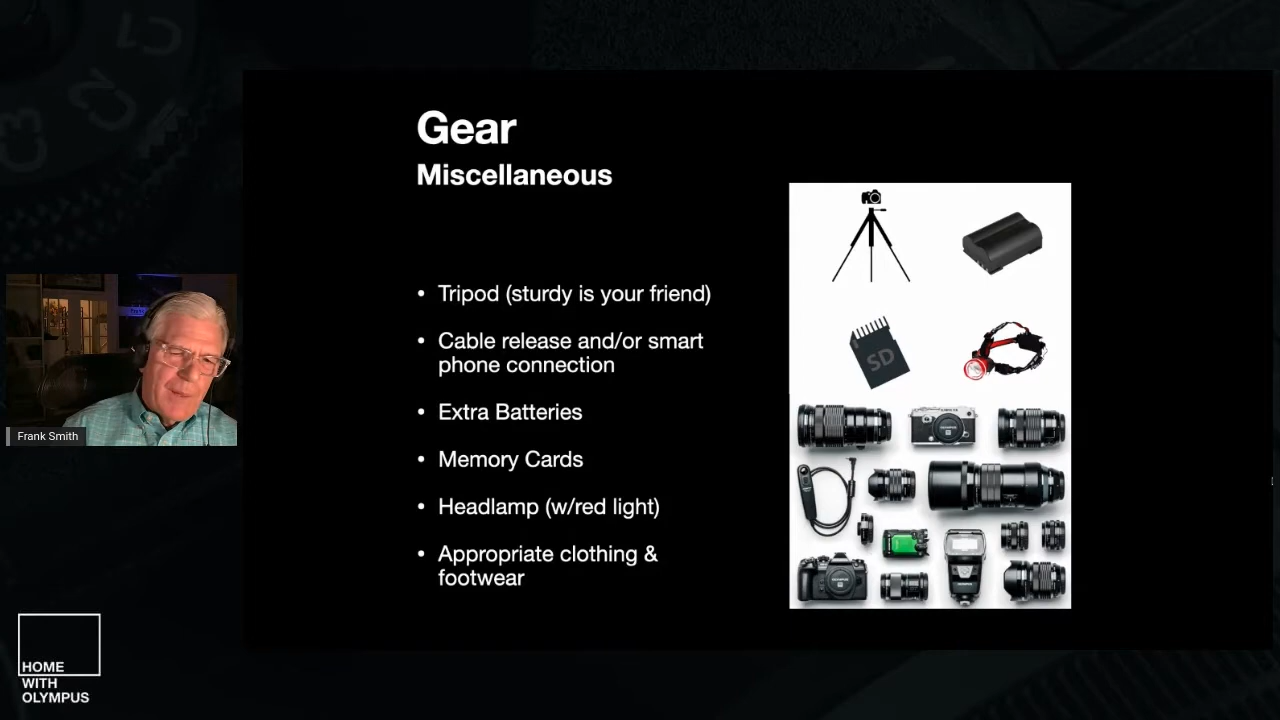 Gear
Miscellaneous
• Tripod (sturdy is your friend)
• Cable release and/or smart
phone connection
• Extra Batteries
• Memory Cards
• Headlamp (w/red light)
• Appropriate clothing &
footwear
SD
Frank Smith
HOME
WITH
OLYMPUS